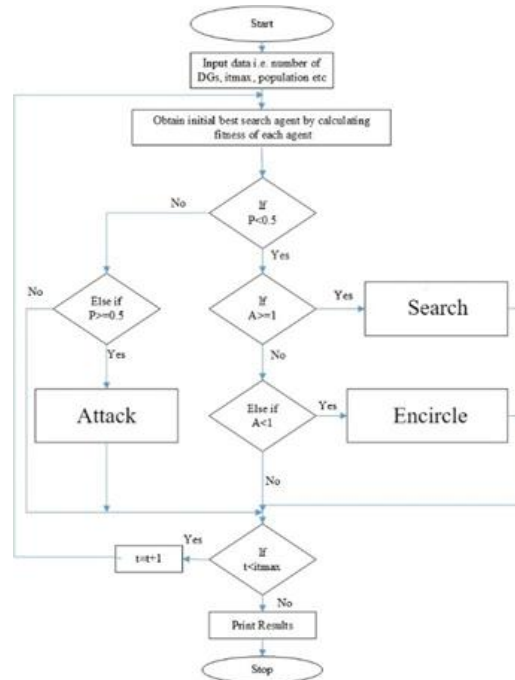 Start
Input data i.e. number of
DGs, itmax, population etc
Obtain initial best search agent by calculating
fitness of each agent
No
If
P<0.5
Yes
No
Else if
P>=0.5
If
A>=1
Yes
Search
Yes
No
Attack
Else if
A<1
Yes
Encircle
No
Yes
t=t+1
If
t<itmax
No
Print Results
Stop